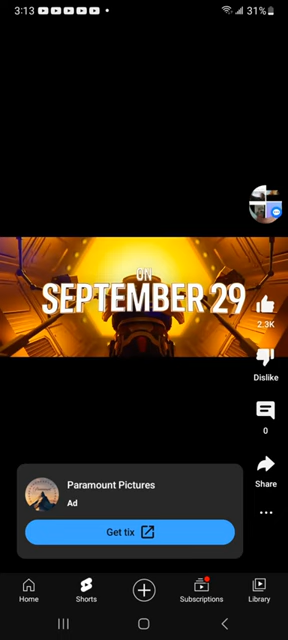 3:13
31%
ON
SEPTEMBER 29
2.3K
Dislike
0
Share
Paramount Pictures
Ad
Get tix
Home
Shorts
Subscriptions
Library